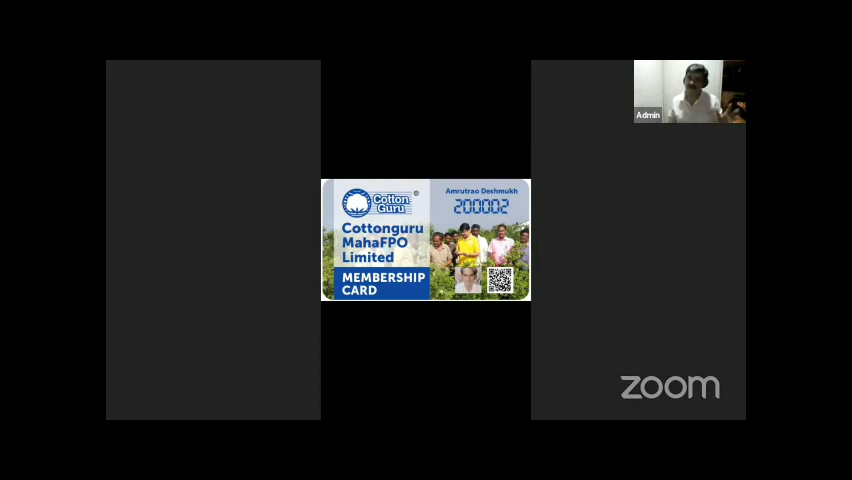 Admin
Cotton
Guru
®
Amrutrao Deshmukh
200002
Cottonguru
MahaFPO
Limited
MEMBERSHIP
CARD
zoom